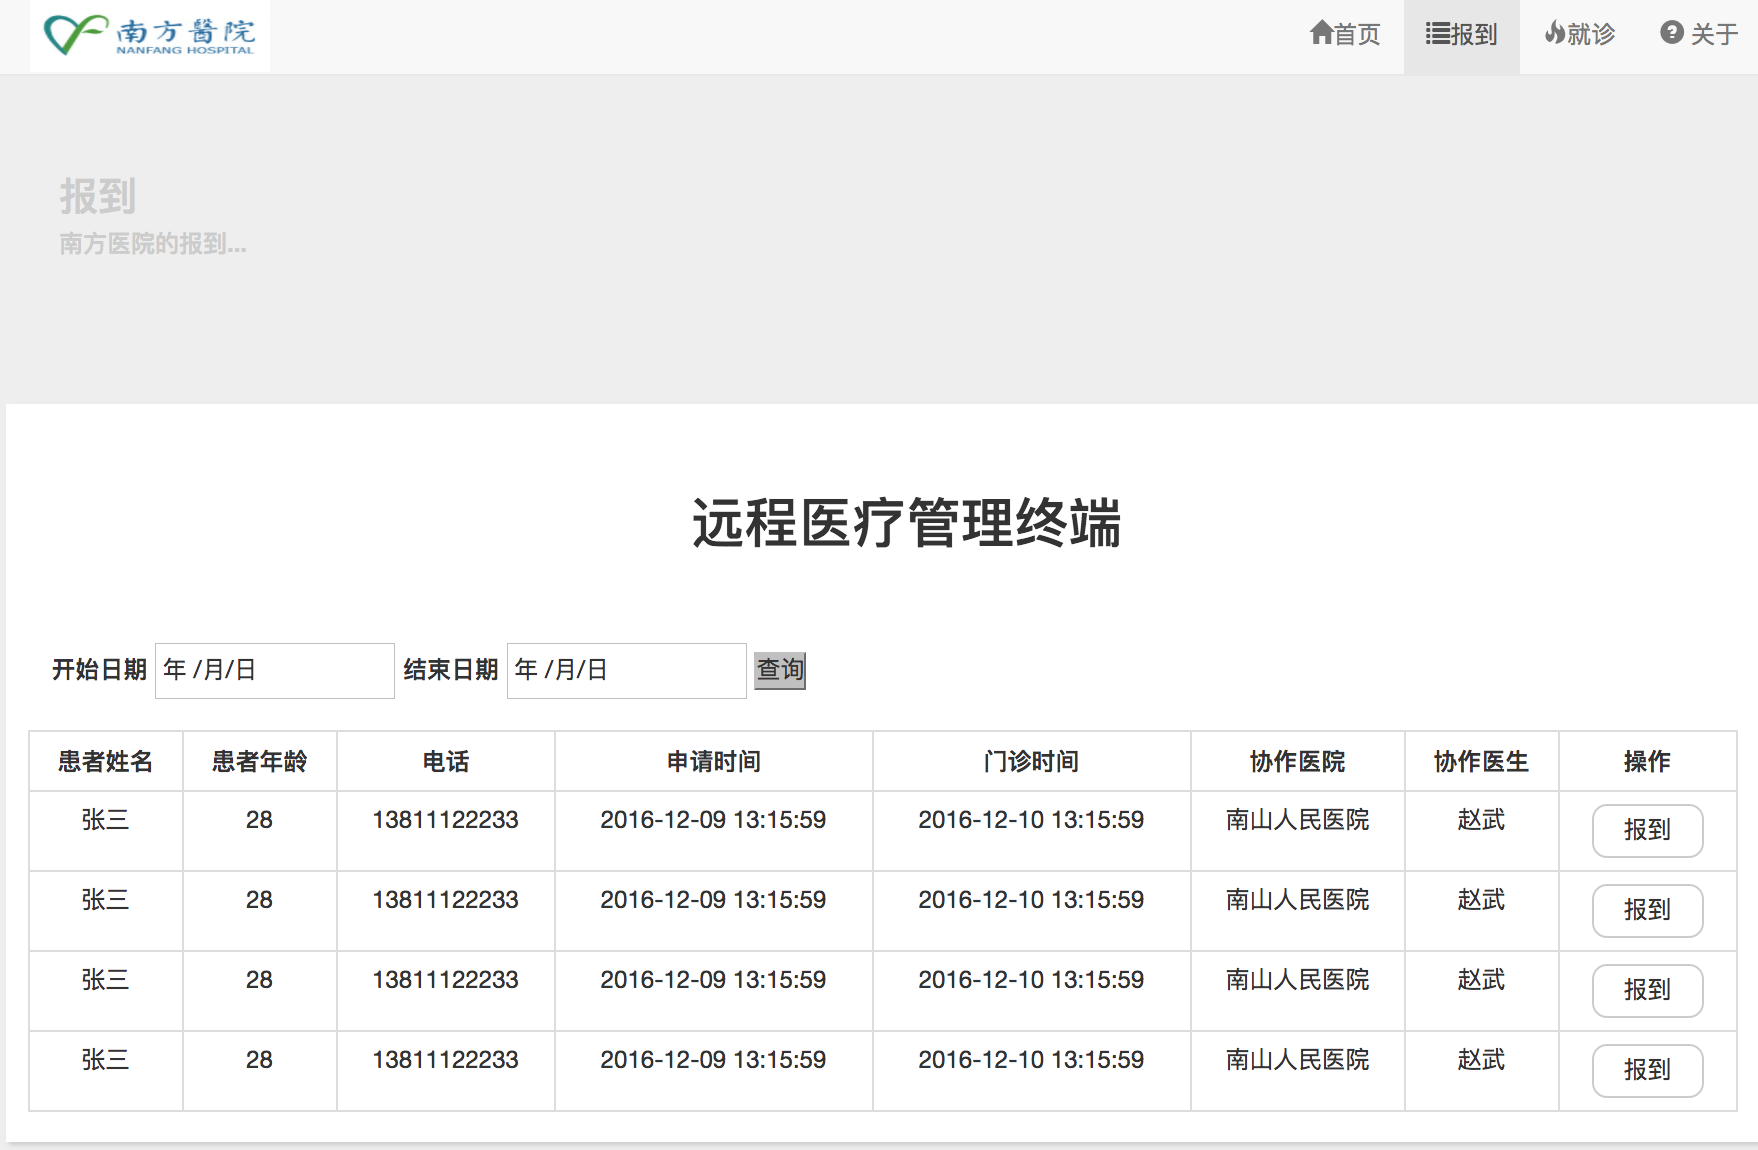 南方醫院
NANFANG HOSPITAL
首页 报到 就诊 关于
报到
南方医院的报到...
远程医疗管理终端
开始日期 年 /月/日 结束日期 年 /月/日 查询
患者姓名 患者年龄 电话 申请时间 门诊时间 协作医院 协作医生 操作
张三 28 13811122233 2016-12-09 13:15:59 2016-12-10 13:15:59 南山人民医院 赵武 报到
张三 28 13811122233 2016-12-09 13:15:59 2016-12-10 13:15:59 南山人民医院 赵武 报到
张三 28 13811122233 2016-12-09 13:15:59 2016-12-10 13:15:59 南山人民医院 赵武 报到
张三 28 13811122233 2016-12-09 13:15:59 2016-12-10 13:15:59 南山人民医院 赵武 报到